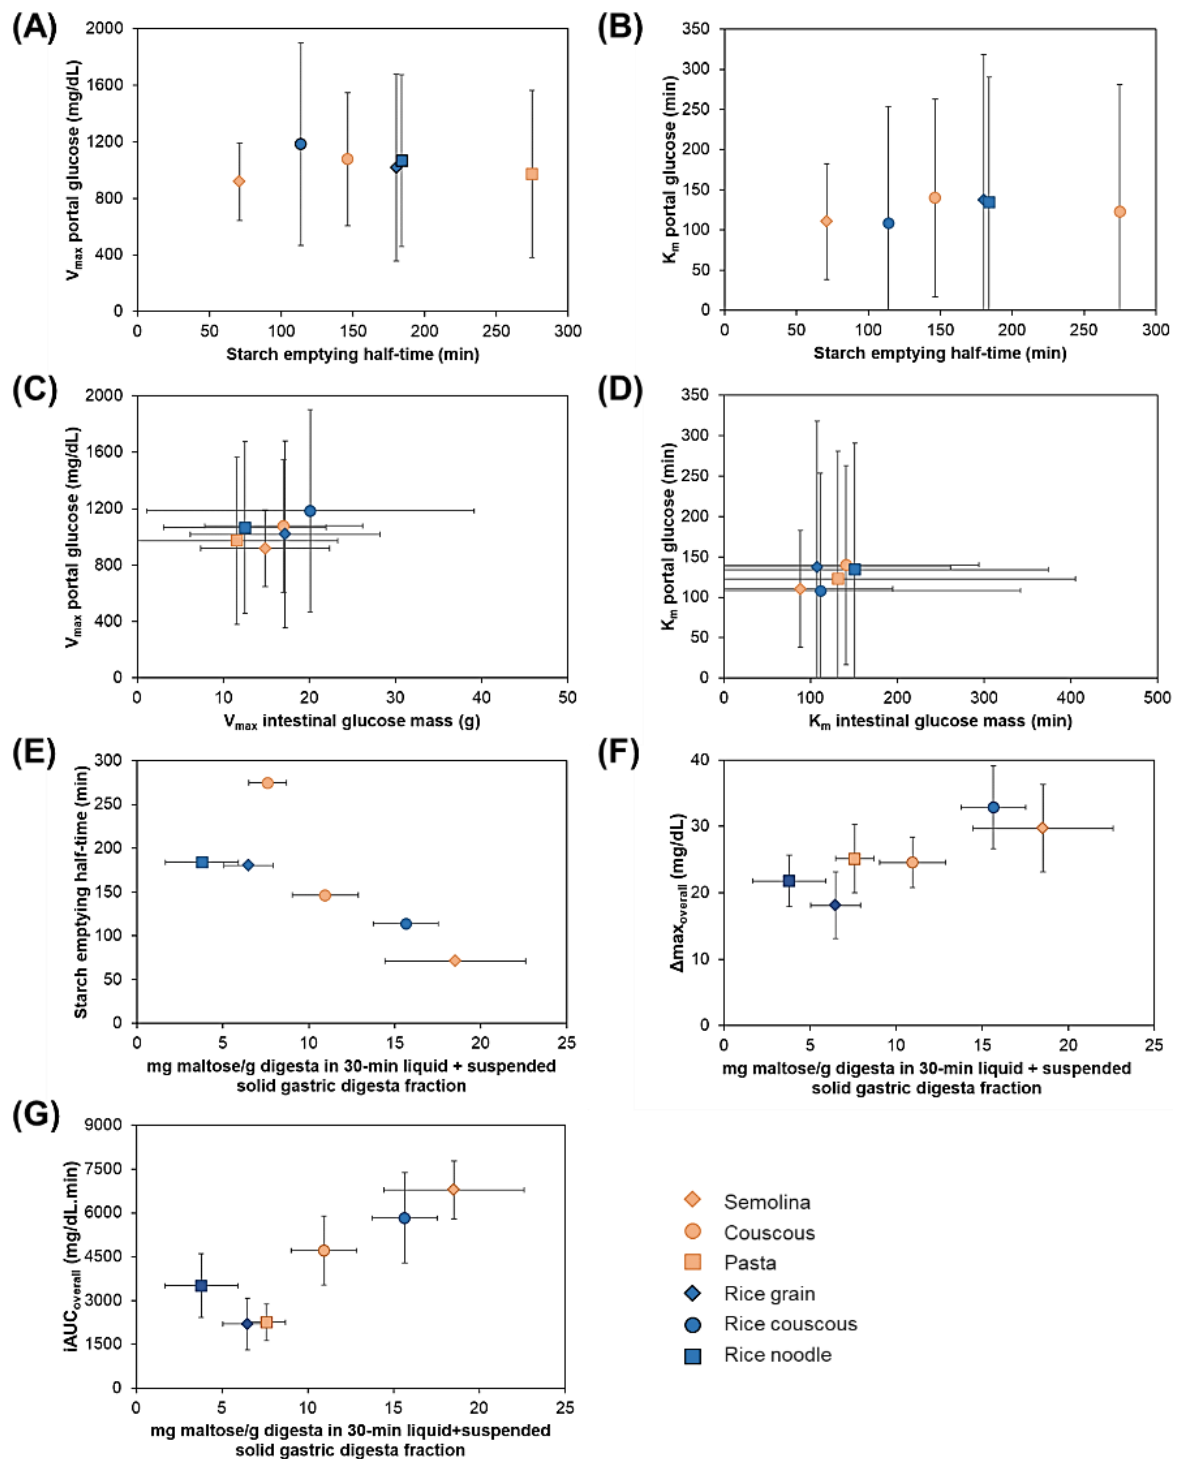 (A)
V_max portal glucose (mg/dL)
2000
1600
1200
800
400
0
0 50 100 150 200 250 300
Starch emptying half-time (min)
(B)
K_m portal glucose (min)
350
300
250
200
150
100
50
0
0 50 100 150 200 250 300
Starch emptying half-time (min)
(C)
V_max portal glucose (mg/dL)
2000
1600
1200
800
400
0
0 10 20 30 40 50
V_max intestinal glucose mass (g)
(D)
K_m portal glucose (min)
350
300
250
200
150
100
50
0
0 100 200 300 400 500
K_m intestinal glucose mass (min)
(E)
Starch emptying half-time (min)
300
250
200
150
100
50
0
0 5 10 15 20 25
mg maltose/g digesta in 30-min liquid + suspended
solid gastric digesta fraction
(F)
Δmax_overall (mg/dL)
40
30
20
10
0
0 5 10 15 20 25
mg maltose/g digesta in 30-min liquid + suspended
solid gastric digesta fraction
(G)
iAUC_overall (mg/dL.min)
9000
7500
6000
4500
3000
1500
0
0 5 10 15 20 25
mg maltose/g digesta in 30-min liquid+suspended
solid gastric digesta fraction
Semolina
Couscous
Pasta
Rice grain
Rice couscous
Rice noodle